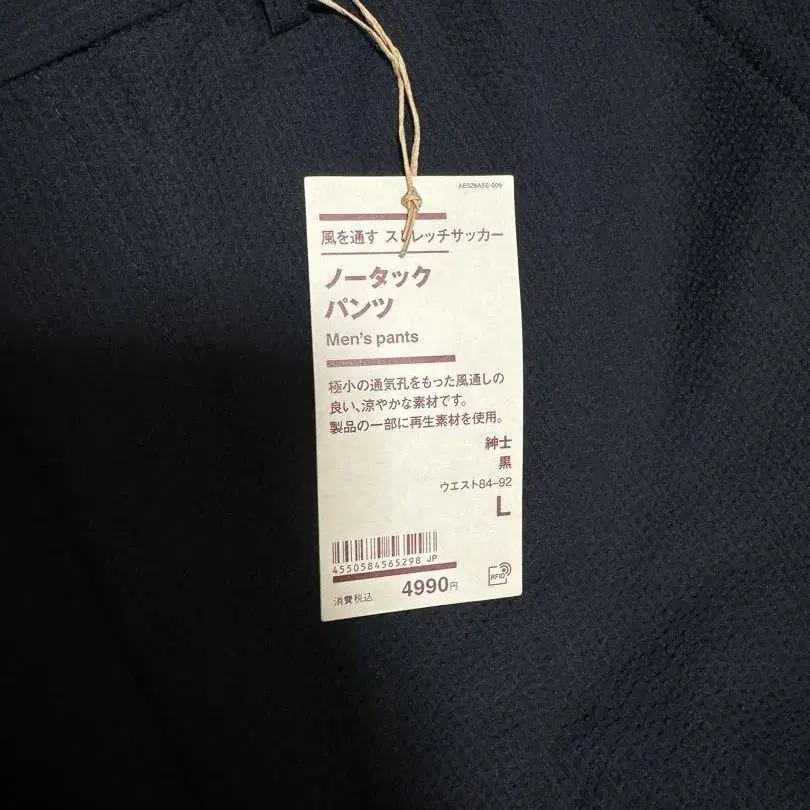 AE0Z8A5S-009
風を通す ストレッチサッカー
ノータック
パンツ
Men's pants
極小の通気孔をもった風通しの
良い、涼やかな素材です。
製品の一部に再生素材を使用。
紳士
黒
ウエスト84-92
L
4550584565298 JP
消費税込 4990円
RFID